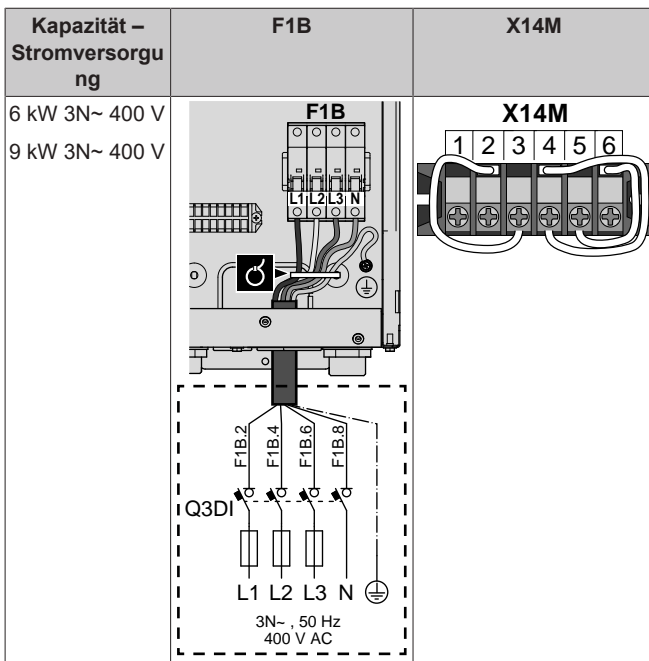 Kapazität – Stromversorgu ng
F1B
X14M
6 kW 3N~ 400 V
9 kW 3N~ 400 V
F1B
L1 L2 L3 N
X14M
1 2 3 4 5 6
F1B.2
F1B.4
F1B.6
F1B.8
Q3DI
L1 L2 L3 N
3N~ , 50 Hz
400 V AC